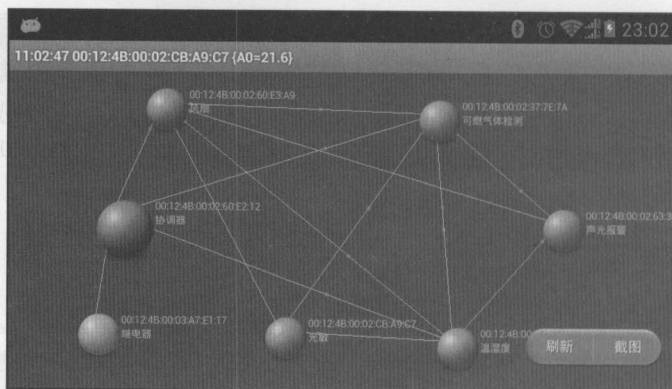 23:02
11:02:47 00:12:4B:00:02:CB:A9:C7 {A0=21.6}
00:12:4B:00:02:60:E3:A9
风扇
00:12:4B:00:02:37:7E:7A
可燃气体检测
00:12:4B:00:02:60:E2:12
协调器
00:12:4B:00:02:63:3
声光报警
00:12:4B:00:03:A7:E1:17
继电器
00:12:4B:00:02:CB:A9:C7
光敏
00:12:4B:00
温湿度
刷新 截图